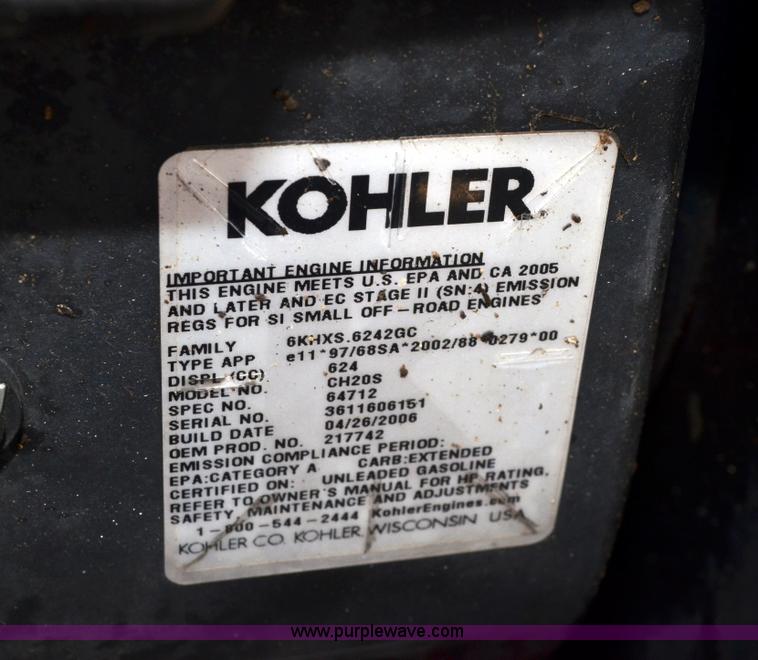 KOHLER
IMPORTANT ENGINE INFORMATION
THIS ENGINE MEETS U.S. EPA AND CA 2005
AND LATER AND EC STAGE II (SN:4) EMISSION
REGS FOR SI SMALL OFF-ROAD ENGINES
FAMILY 6KHXS.6242GC
TYPE APP e11*97/68SA*2002/88*0279*00
DISPL.(CC) 624
MODEL NO. CH20S
SPEC NO. 64712
SERIAL NO. 3611606151
BUILD DATE 04/26/2006
OEM PROD. NO. 217742
EMISSION COMPLIANCE PERIOD:
EPA:CATEGORY A CARB:EXTENDED
CERTIFIED ON: UNLEADED GASOLINE
REFER TO OWNER'S MANUAL FOR HP RATING,
SAFETY, MAINTENANCE AND ADJUSTMENTS
1-800-544-2444 KohlerEngines.com
KOHLER CO. KOHLER, WISCONSIN USA
www.purplewave.com